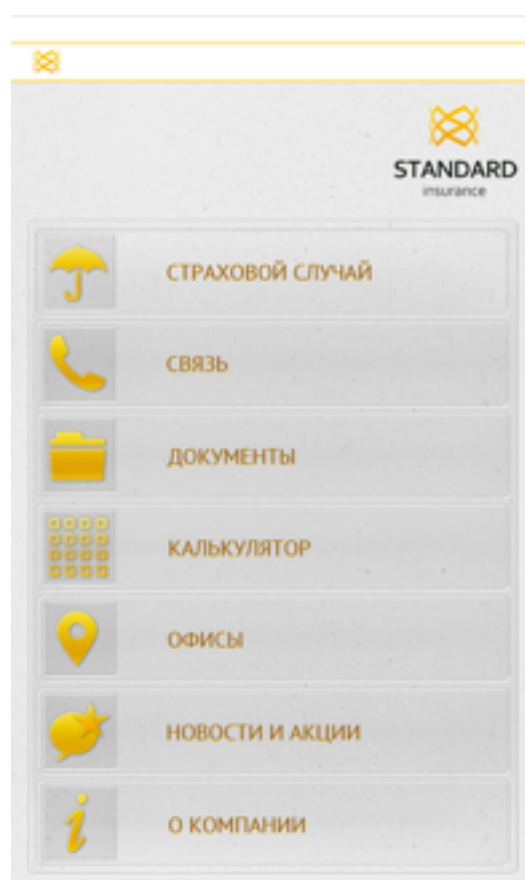 STANDARD
insurance
СТРАХОВОЙ СЛУЧАЙ
СВЯЗЬ
ДОКУМЕНТЫ
КАЛЬКУЛЯТОР
ОФИСЫ
НОВОСТИ И АКЦИИ
О КОМПАНИИ